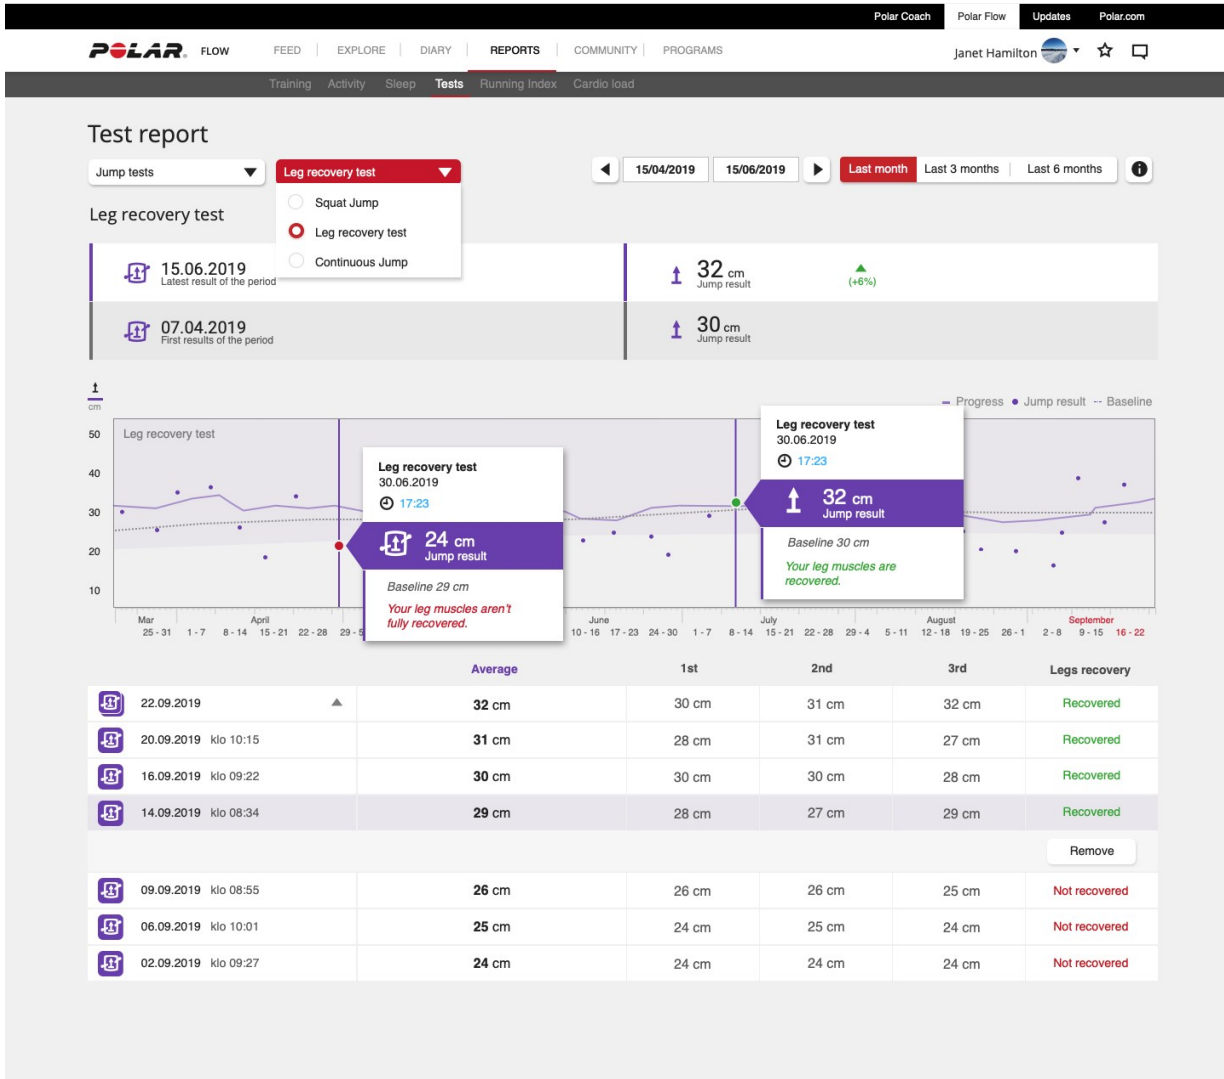 Polar Coach Polar Flow Updates Polar.com
POLAR. FLOW FEED EXPLORE DIARY REPORTS COMMUNITY PROGRAMS Janet Hamilton
Training Activity Sleep Tests Running Index Cardio load
Test report
Jump tests Leg recovery test 15/04/2019 15/06/2019 Last month Last 3 months Last 6 months
Squat Jump
Leg recovery test
Leg recovery test
Continuous Jump
15.06.2019
Latest result of the period
32 cm
Jump result
(+6%)
07.04.2019
First results of the period
30 cm
Jump result
cm
Progress Jump result Baseline
50
40
30
20
10
Leg recovery test
Leg recovery test
30.06.2019
17:23
24 cm
Jump result
Baseline 29 cm
Your leg muscles aren't
fully recovered.
Leg recovery test
30.06.2019
17:23
32 cm
Jump result
Baseline 30 cm
Your leg muscles are
recovered.
Mar April June July August September
25 - 31 1 - 7 8 - 14 15 - 21 22 - 28 29 - 5 10 - 16 17 - 23 24 - 30 1 - 7 8 - 14 15 - 21 22 - 28 29 - 4 5 - 11 12 - 18 19 - 25 26 - 1 2 - 8 9 - 15 16 - 22
Average 1st 2nd 3rd Legs recovery
22.09.2019 32 cm 30 cm 31 cm 32 cm Recovered
20.09.2019 klo 10:15 31 cm 28 cm 31 cm 27 cm Recovered
16.09.2019 klo 09:22 30 cm 30 cm 30 cm 28 cm Recovered
14.09.2019 klo 08:34 29 cm 28 cm 27 cm 29 cm Recovered
Remove
09.09.2019 klo 08:55 26 cm 26 cm 26 cm 25 cm Not recovered
06.09.2019 klo 10:01 25 cm 24 cm 25 cm 24 cm Not recovered
02.09.2019 klo 09:27 24 cm 24 cm 24 cm 24 cm Not recovered